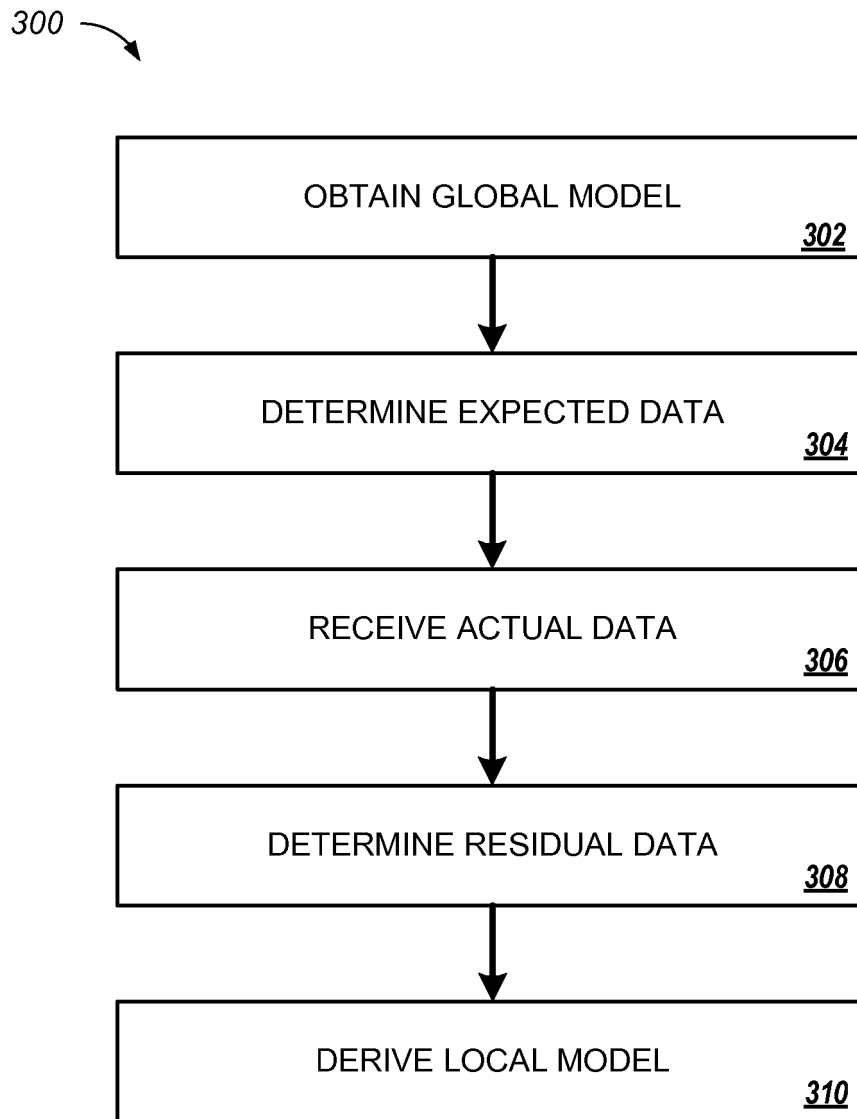 300
OBTAIN GLOBAL MODEL
302
DETERMINE EXPECTED DATA
304
RECEIVE ACTUAL DATA
306
DETERMINE RESIDUAL DATA
308
DERIVE LOCAL MODEL
310